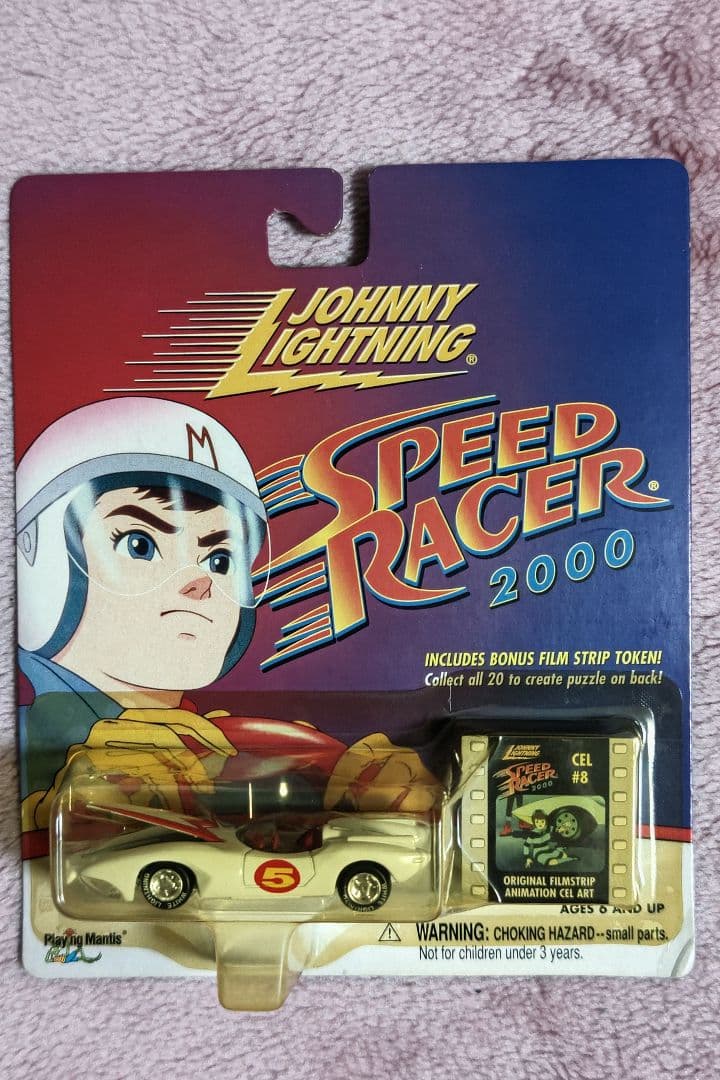 JOHNNY
LIGHTNING®
M
SPEED
RACER®
2000
INCLUDES BONUS FILM STRIP TOKEN!
Collect all 20 to create puzzle on back!
JOHNNY
LIGHTNING
SPEED
RACER
2000
CEL
#8
5
ORIGINAL FILMSTRIP
ANIMATION CEL ART
AGES 6 AND UP
Playing Mantis®
WARNING: CHOKING HAZARD--small parts.
Not for children under 3 years.